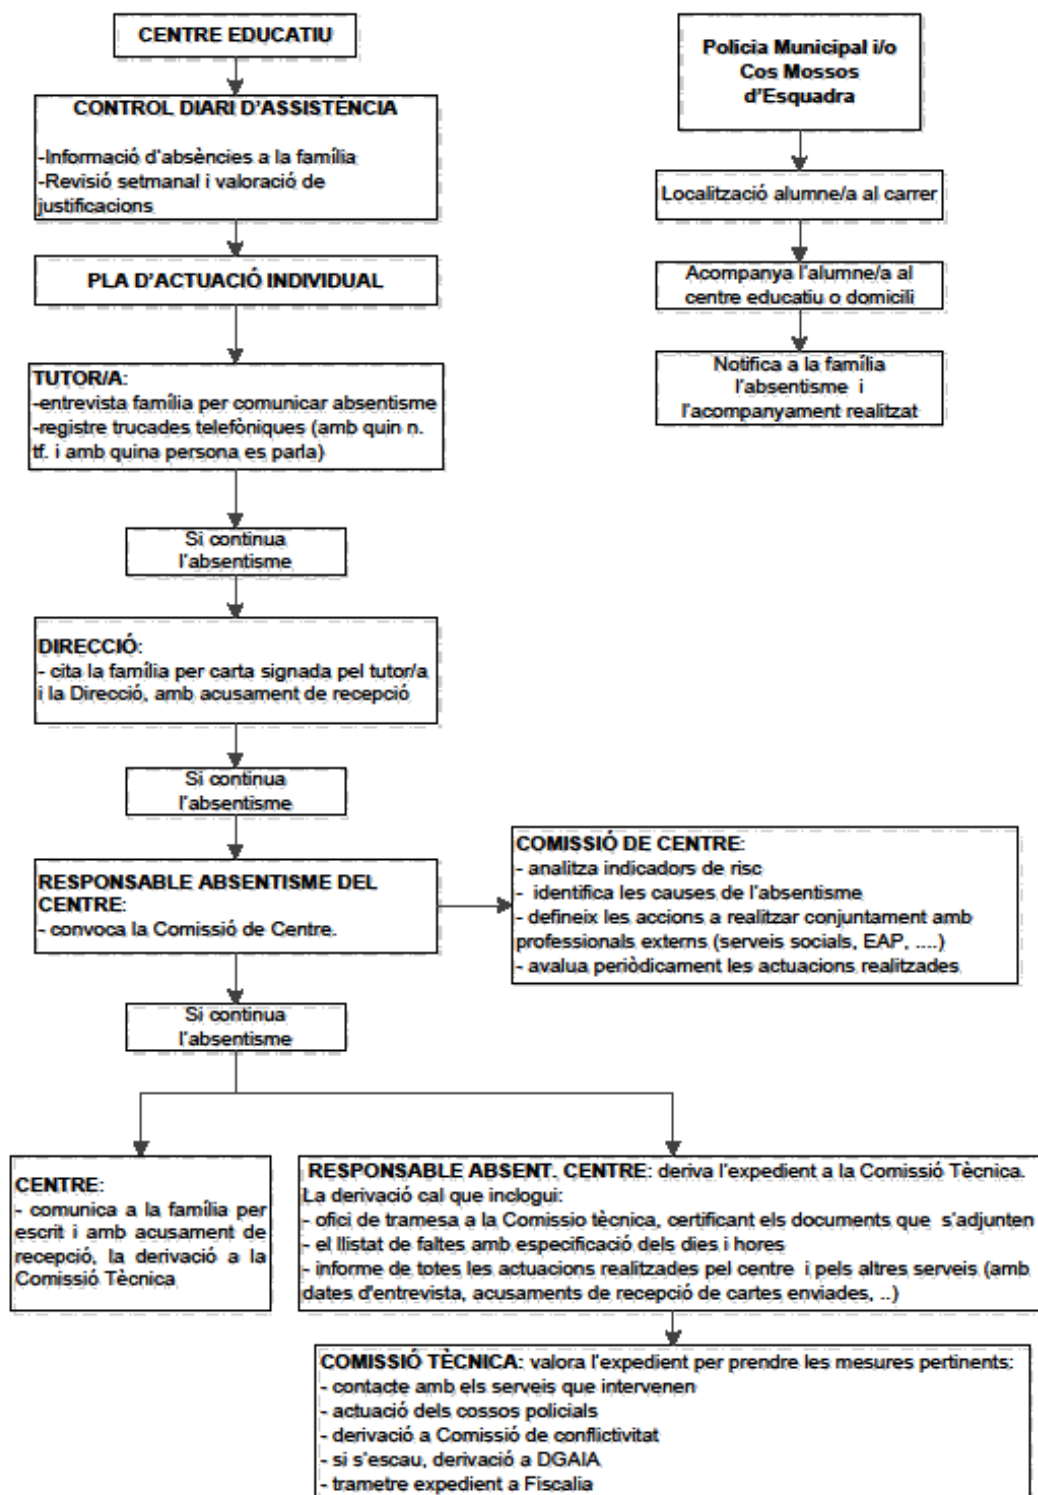 CENTRE EDUCATIU
CONTROL DIARI D'ASSISTÈNCIA
-Informació d'absències a la família
-Revisió setmanal i valoració de
justificacions
PLA D'ACTUACIÓ INDIVIDUAL
TUTOR/A:
-entrevista família per comunicar absentisme
-registre trucades telefòniques (amb quin n.
tf. i amb quina persona es parla)
Si continua
l'absentisme
DIRECCIÓ:
- cita la família per carta signada pel tutor/a
i la Direcció, amb acusament de recepció
Si continua
l'absentisme
RESPONSABLE ABSENTISME DEL
CENTRE:
- convoca la Comissió de Centre.
COMISSIÓ DE CENTRE:
- analitza indicadors de risc
- identifica les causes de l'absentisme
- defineix les accions a realitzar conjuntament amb
professionals externs (serveis socials, EAP, ....)
- avalua periòdicament les actuacions realitzades
Si continua
l'absentisme
CENTRE:
- comunica a la família per
escrit i amb acusament de
recepció, la derivació a la
Comissió Tècnica
RESPONSABLE ABSENT. CENTRE: deriva l'expedient a la Comissió Tècnica.
La derivació cal que inclogui:
- ofici de tramesa a la Comissio tècnica, certificant els documents que s'adjunten
- el llistat de faltes amb especificació dels dies i hores
- informe de totes les actuacions realitzades pel centre i pels altres serveis (amb
dates d'entrevista, acusaments de recepció de cartes enviades, ..)
COMISSIÓ TÈCNICA: valora l'expedient per prendre les mesures pertinents:
- contacte amb els serveis que intervenen
- actuació dels cossos policials
- derivació a Comissió de conflictivitat
- si s'escau, derivació a DGAIA
- trametre expedient a Fiscalia
Policia Municipal i/o
Cos Mossos
d'Esquadra
Localització alumne/a al carrer
Acompanya l'alumne/a al
centre educatiu o domicili
Notifica a la família
l'absentisme i
l'acompanyament realitzat